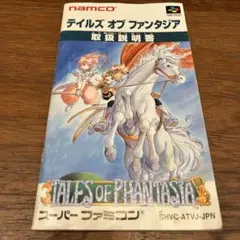 namco
テイルズ オブ ファンタジア
取扱説明書
TALES OF PHANTASIA
スーパー ファミコン
SHVC-ATVJ-JPN